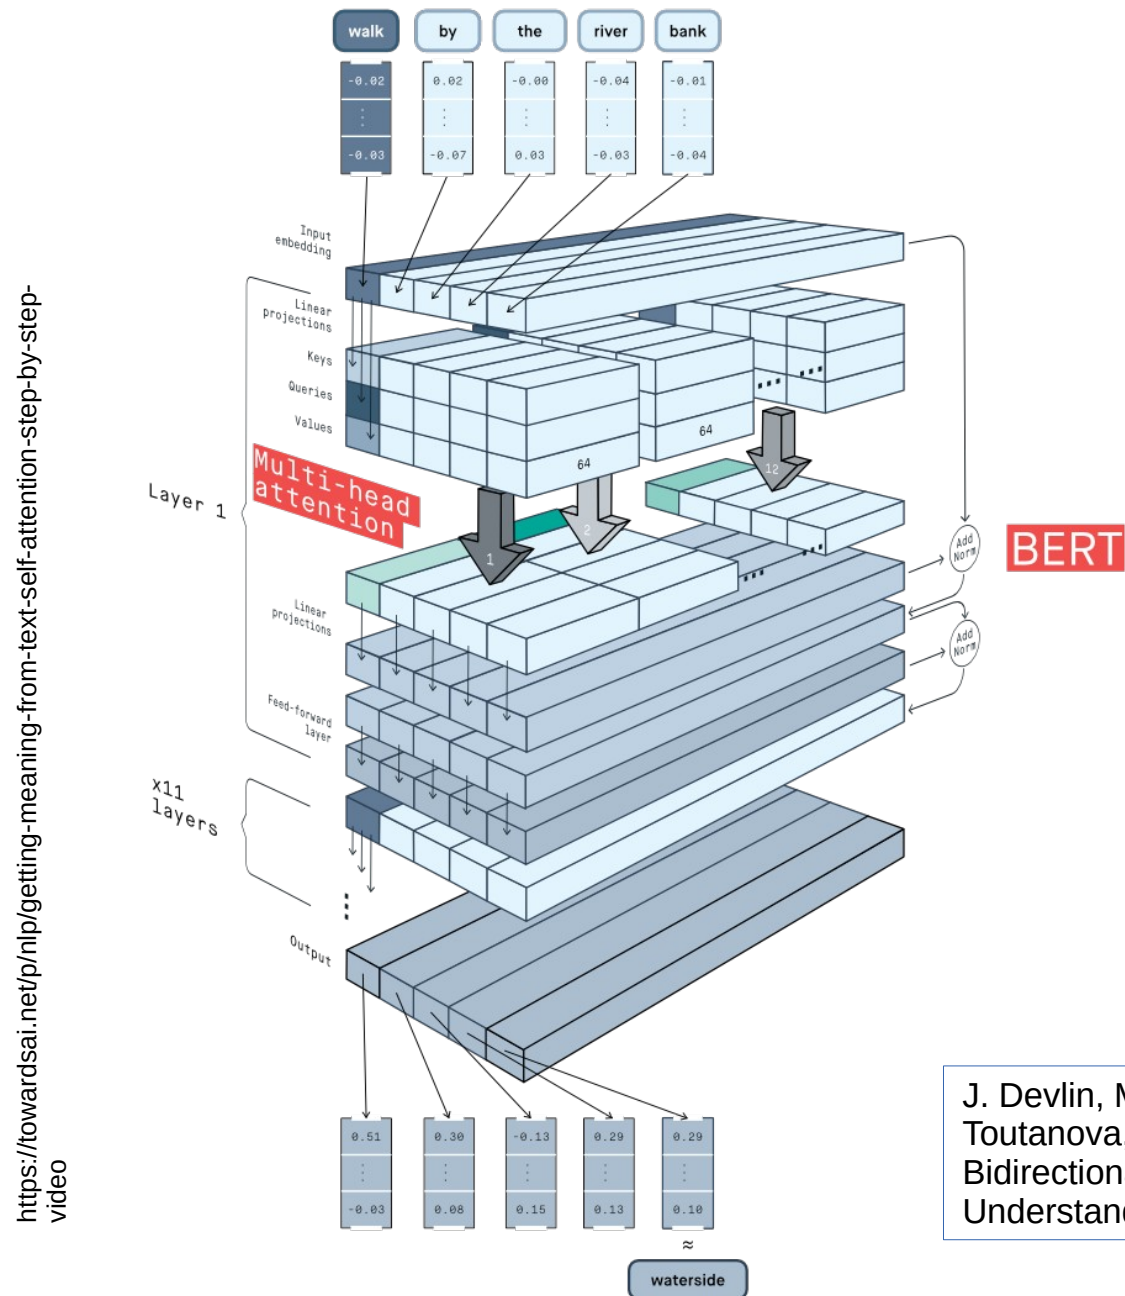 walk by the river bank
-0.02 0.02 -0.00 -0.04 -0.01
⋮ ⋮ ⋮ ⋮ ⋮
-0.03 -0.07 0.03 -0.03 -0.04
Input
embedding
Linear
projections
Keys
Queries
Values
64
64
...
...
12
Multi-head
attention
Layer 1
1
2
...
...
Add
Norm
BERT
Linear
projections
Add
Norm
Feed-forward
layer
x11
layers
⋮
Output
0.51 0.30 -0.13 0.29 0.29
⋮ ⋮ ⋮ ⋮ ⋮
-0.03 0.08 0.15 0.13 0.10
≈
waterside
https://towardsai.net/p/nlp/getting-meaning-from-text-self-attention-step-by-step-
video
J. Devlin,
Toutanova.
Bidirection
Understan